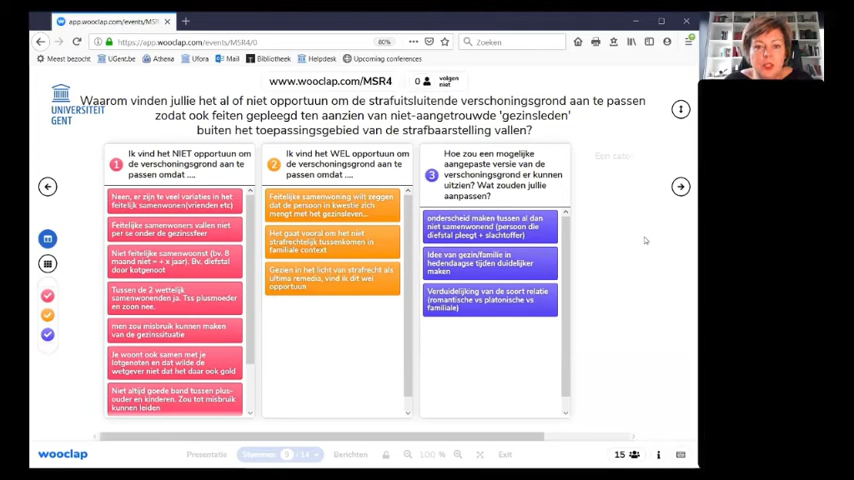 app.wooclap.com/events/MSR4
https://app.wooclap.com/events/MSR4/0
80%
Zoeken
Meest bezocht
UGent.be
Athena
Ufora
Mail
Bibliotheek
Helpdesk
Upcoming conferences
www.wooclap.com/MSR4
0
volgen
niet
UNIVERSITEIT
GENT
Waarom vinden jullie het al of niet opportuun om de strafuitsluitende verschoningsgrond aan te passen
zodat ook feiten gepleegd ten aanzien van niet-aangetrouwde 'gezinsleden'
buiten het toepassingsgebied van de strafbaarstelling vallen?
1
Ik vind het NIET opportuun om
de verschoningsgrond aan te
passen omdat ....
Neen, er zijn te veel variaties in het
feitelijk samenwonen(vrienden etc)
Feitelijke samenwoners vallen niet
per se onder de gezinssfeer
Niet feitelijke samenwoonst (bv. 8
maand niet = + x jaar). Bv. diefstal
door kotgenoot
Tussen de 2 wettelijk
samenwonenden ja. Tss plusmoeder
en zoon nee.
men zou misbruik kunnen maken
van de gezinssituatie
Je woont ook samen met je
lotgenoten en dat wilde de
wetgever niet dat het daar ook gold
Niet altijd goede band tussen plus-
ouder en kinderen. Zou tot misbruik
kunnen leiden
2
Ik vind het WEL opportuun om
de verschoningsgrond aan te
passen omdat ....
Feitelijke samenwoning wilt zeggen
dat de persoon in kwestie zich
mengt met het gezinsleven...
Het gaat vooral om het niet
strafrechtelijk tussenkomen in
familiale context
Gezien in het licht van strafrecht als
ultima remedia, vind ik dit wel
opportuun
3
Hoe zou een mogelijke
aangepaste versie van de
verschoningsgrond er kunnen
uitzien? Wat zouden jullie
aanpassen?
onderscheid maken tussen al dan
niet samenwonend (persoon die
diefstal pleegt + slachtoffer)
Idee van gezin/familie in
hedendaagse tijden duidelijker
maken
Verduidelijking van de soort relatie
(romantische vs platonische vs
familiale)
Een cate
wooclap
Presentatie
Stemmen
/ 14
Berichten
100 %
Exit
15